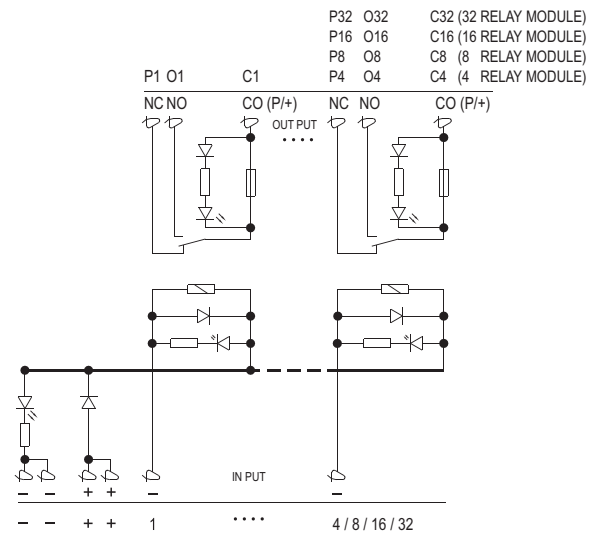 P32 O32 C32 (32 RELAY MODULE)
P16 O16 C16 (16 RELAY MODULE)
P8 O8 C8 (8 RELAY MODULE)
P1 O1 C1 P4 O4 C4 (4 RELAY MODULE)
NC NO CO (P/+) NC NO CO (P/+)
OUT PUT
• • • •
IN PUT
– – + + – –
– – + + 1 • • • • 4 / 8 / 16 / 32